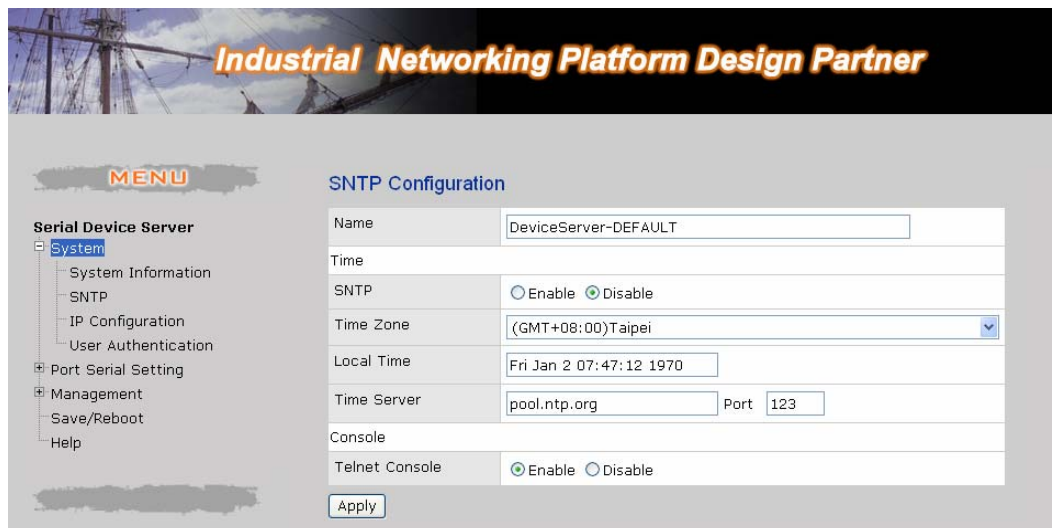 Industrial Networking Platform Design Partner
MENU
Serial Device Server
System
System Information
SNTP
IP Configuration
User Authentication
Port Serial Setting
Management
Save/Reboot
Help
SNTP Configuration
Name DeviceServer-DEFAULT
Time
SNTP Enable Disable
Time Zone (GMT+08:00)Taipei
Local Time Fri Jan 2 07:47:12 1970
Time Server pool.ntp.org Port 123
Console
Telnet Console Enable Disable
Apply